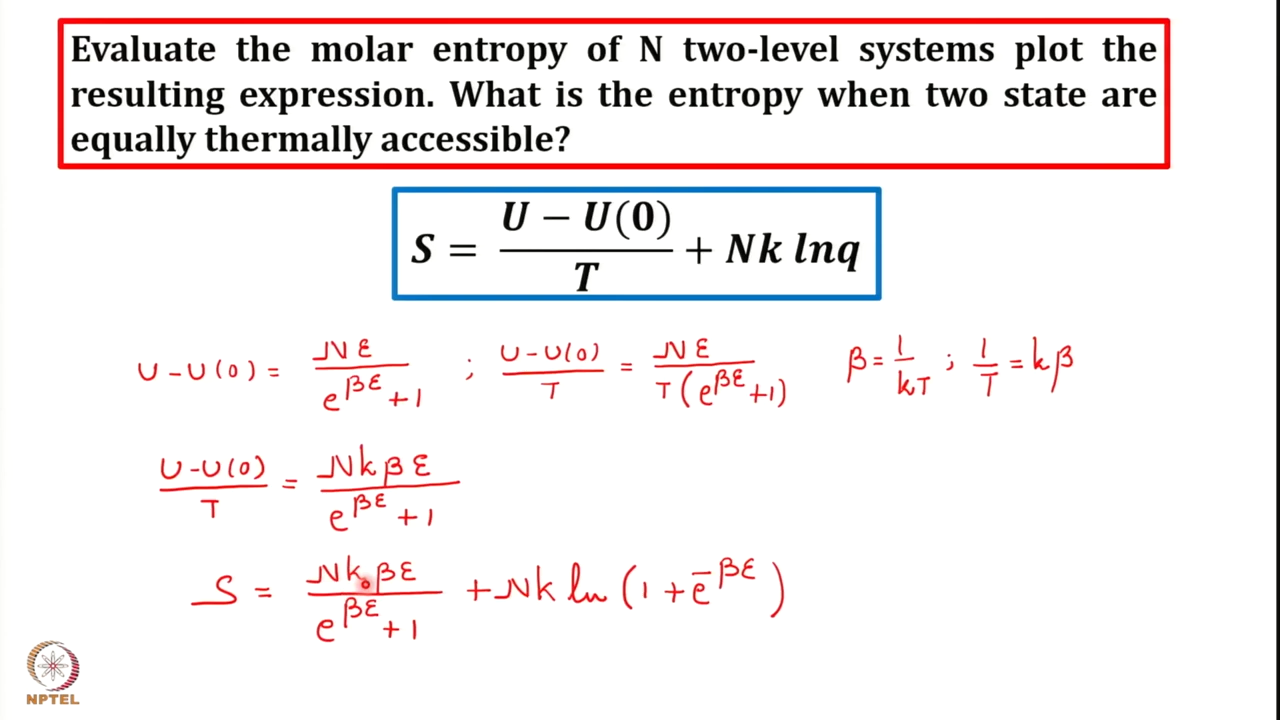 Evaluate the molar entropy of N two-level systems plot the
resulting expression. What is the entropy when two state are
equally thermally accessible?
S = (U − U(0))/T + Nk lnq
U-U(0) = Nε/(e^βε +1) ; (U-U(0))/T = Nε/(T(e^βε +1)) β = 1/kT ; 1/T = kβ
(U-U(0))/T = Nkβε/(e^βε +1)
S = Nkβε/(e^βε +1) + Nk ln (1 + e^-βε)
NPTEL